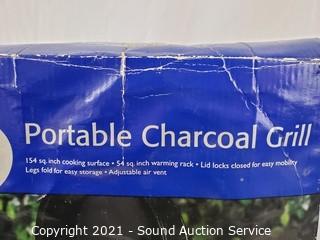 Portable Charcoal Grill
154 sq. inch cooking surface • 54 sq. inch warming rack • Lid locks closed for easy mobility
Legs fold for easy storage • Adjustable air vent
Copyright 2021 - Sound Auction Service